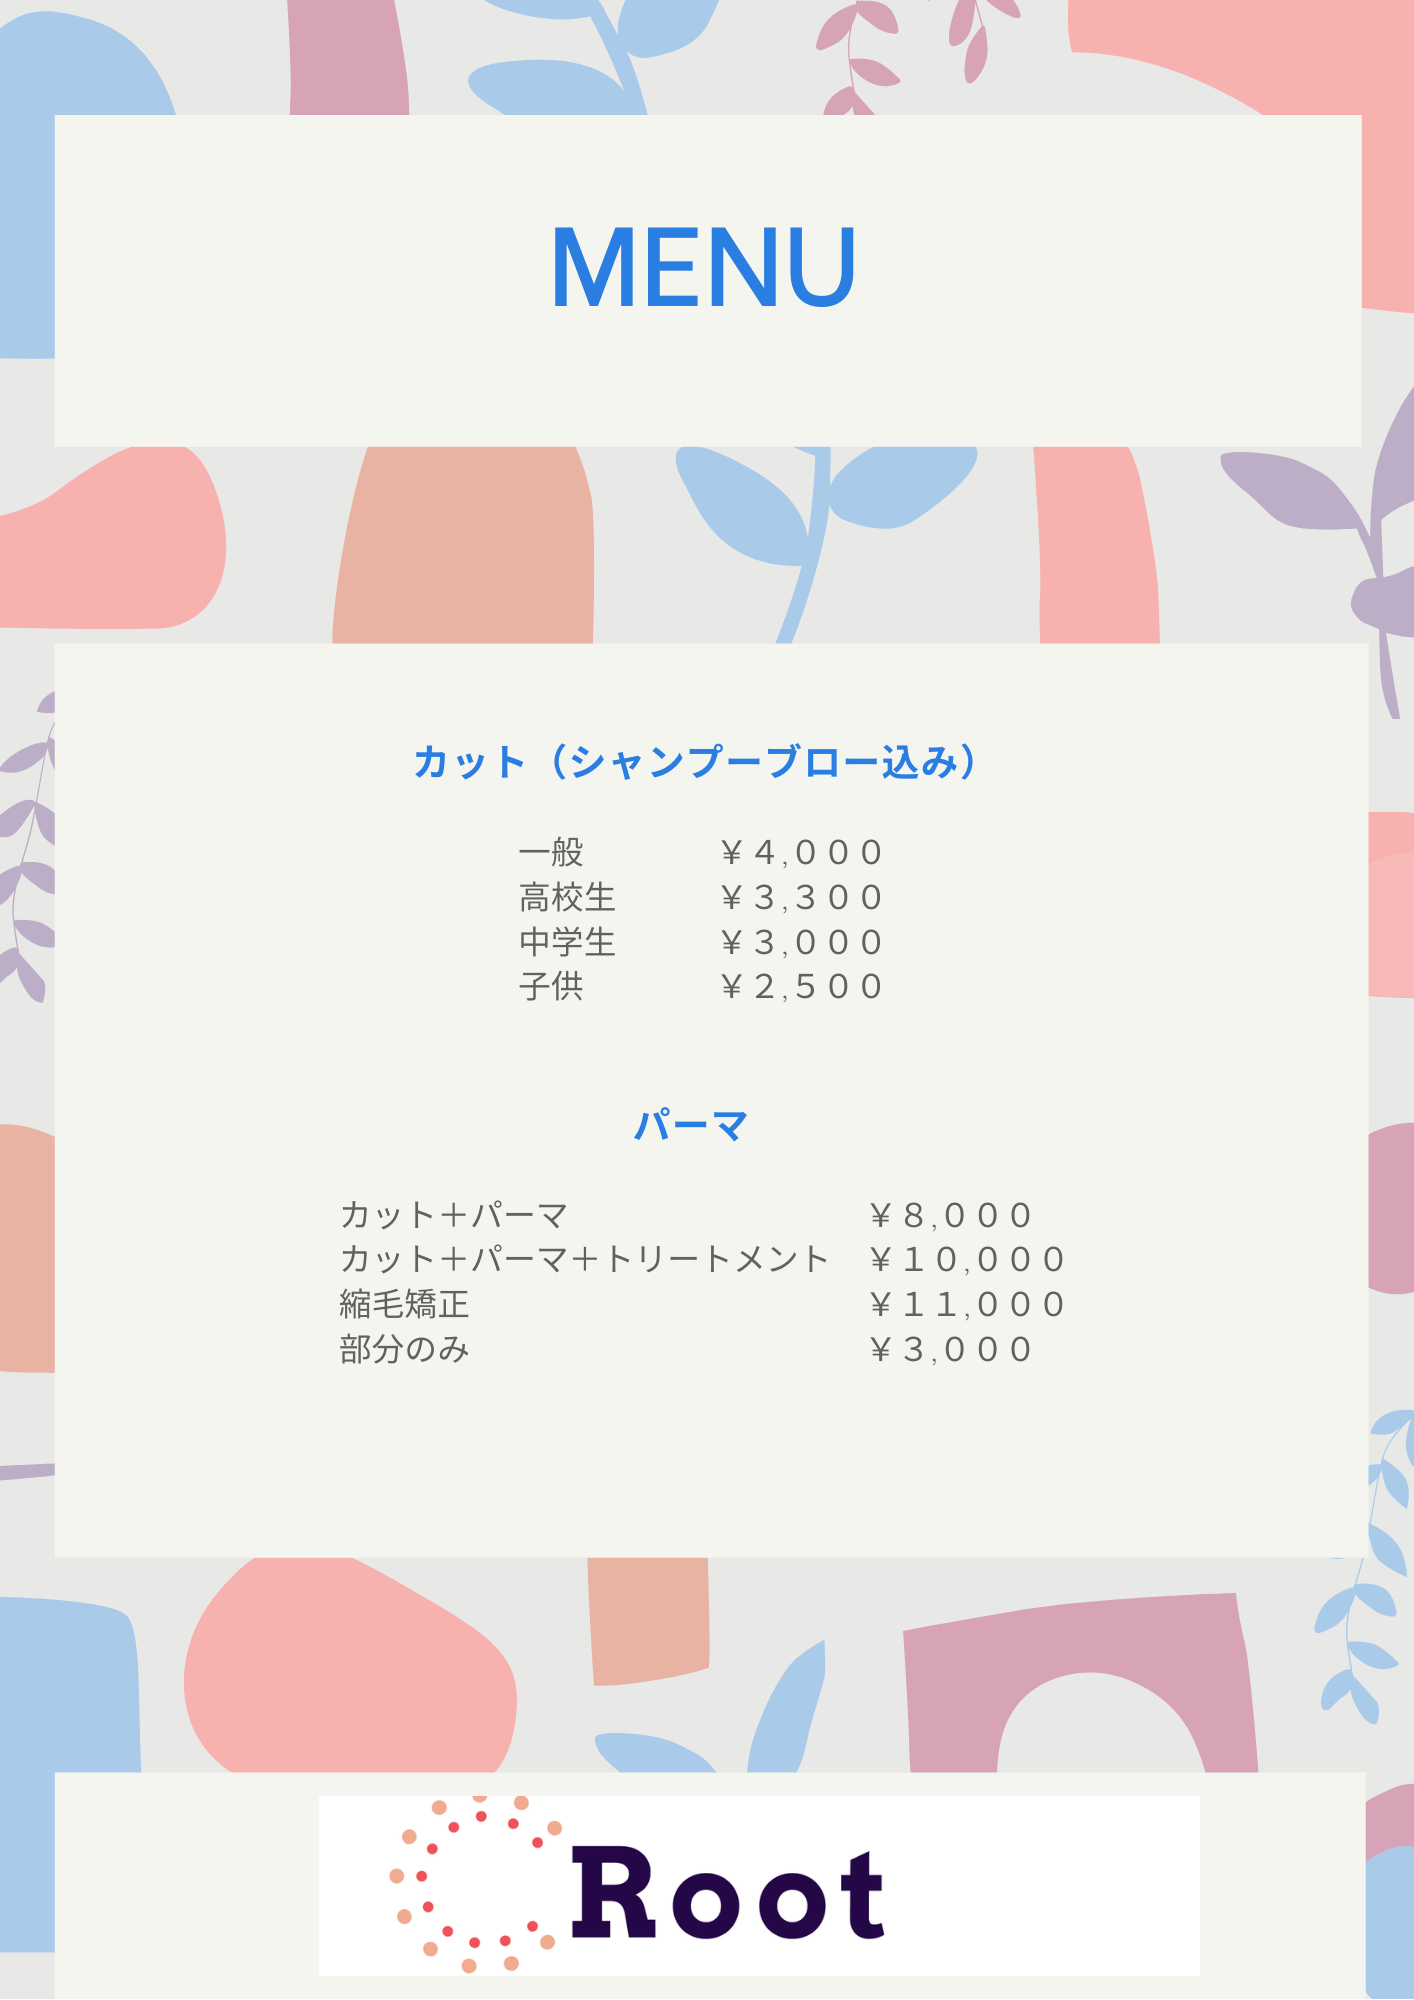 MENU
カット（シャンプーブロー込み）
一般 ￥４,０００
高校生 ￥３,３００
中学生 ￥３,０００
子供 ￥２,５００
パーマ
カット＋パーマ ￥８,０００
カット＋パーマ＋トリートメント ￥１０,０００
縮毛矯正 ￥１１,０００
部分のみ ￥３,０００
Root